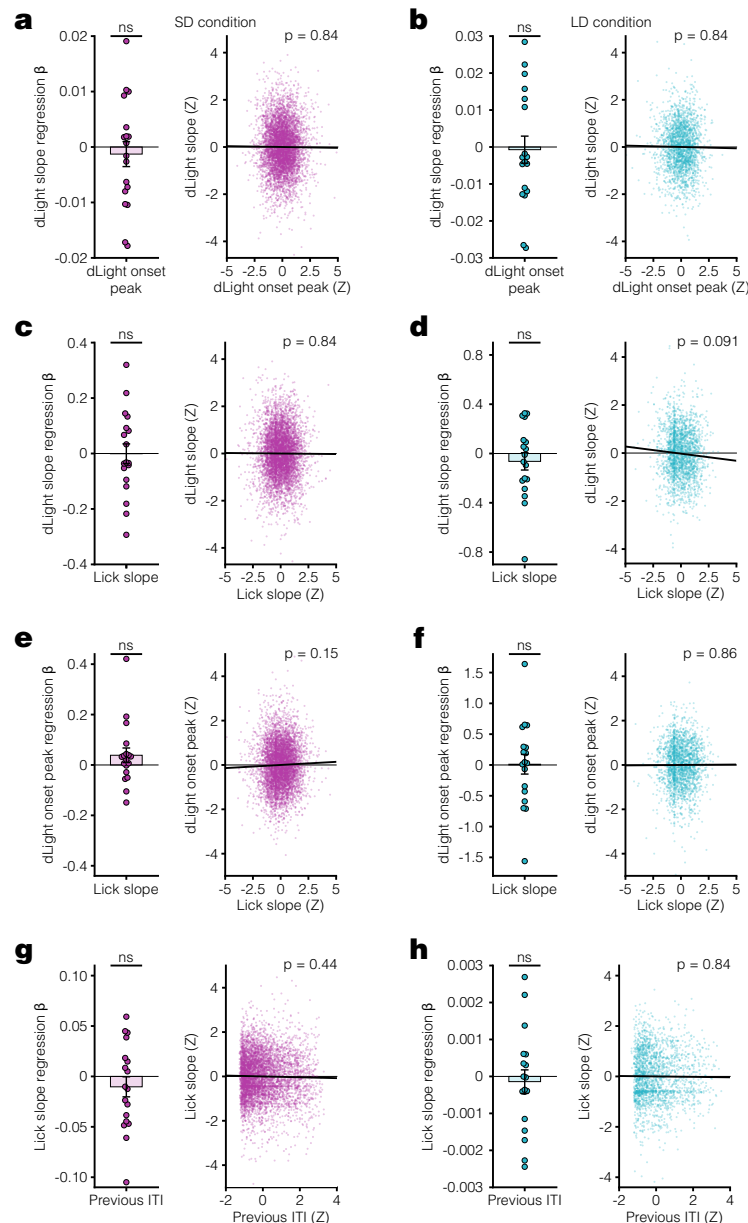 a
SD condition
ns
p = 0.84
dLight slope regression β
0.02
0.01
0
-0.01
-0.02
dLight onset
peak
dLight slope (Z)
4
2
0
-2
-4
-5 -2.5 0 2.5 5
dLight onset peak (Z)
b
LD condition
ns
p = 0.84
dLight slope regression β
0.03
0.02
0.01
0
-0.01
-0.02
-0.03
dLight onset
peak
dLight slope (Z)
4
2
0
-2
-4
-5 -2.5 0 2.5 5
dLight onset peak (Z)
c
ns
p = 0.84
dLight slope regression β
0.4
0.2
0
-0.2
-0.4
Lick slope
dLight slope (Z)
4
2
0
-2
-4
-5 -2.5 0 2.5 5
Lick slope (Z)
d
ns
p = 0.091
dLight slope regression β
0.8
0.4
0
-0.4
-0.8
Lick slope
dLight slope (Z)
4
2
0
-2
-4
-5 -2.5 0 2.5 5
Lick slope (Z)
e
ns
p = 0.15
dLight onset peak regression β
0.4
0.2
0
-0.2
-0.4
Lick slope
dLight onset peak (Z)
4
2
0
-2
-4
-5 -2.5 0 2.5 5
Lick slope (Z)
f
ns
p = 0.86
dLight onset peak regression β
1.5
1.0
0.5
0
-0.5
-1.0
-1.5
Lick slope
dLight onset peak (Z)
4
2
0
-2
-4
-5 -2.5 0 2.5 5
Lick slope (Z)
g
ns
p = 0.44
Lick slope regression β
0.10
0.05
0
-0.05
-0.10
Previous ITI
Lick slope (Z)
4
2
0
-2
-4
-2 0 2 4
Previous ITI (Z)
h
ns
p = 0.84
Lick slope regression β
0.003
0.002
0.001
0
-0.001
-0.002
-0.003
Previous ITI
Lick slope (Z)
4
2
0
-2
-4
-2 0 2 4
Previous ITI (Z)